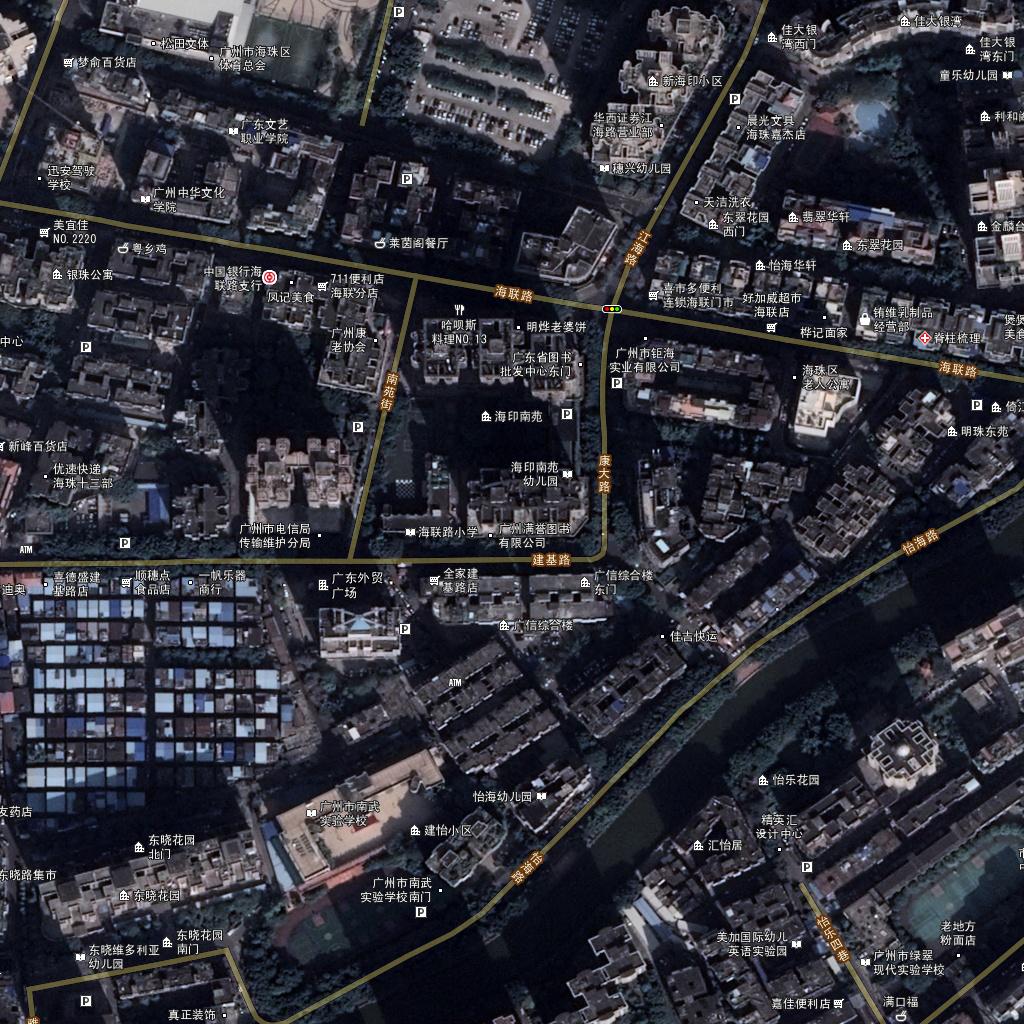 佳大银湾
佳大银
湾西门
佳大银
湾东门
松田文体
广州市海珠区
体育总会
梦俞百货店
童乐幼儿园
新海印小区
利和阁
华西证券江
海路营业部
晨光文具
海珠嘉杰店
广东文艺
职业学院
穗兴幼儿园
迅安驾驶
学校
广州中华文化
学院
天洁洗衣
东翠花园
西门
翡翠华轩
金麟台
美宜佳
NO.2220
粤乡鸡
莱茵阁餐厅
江海路
东翠花园
怡海华轩
银珠公寓
中国银行海
联路支行
凤记美食
711便利店
海联分店
海联路
喜市多便利
连锁海联门市
好加威超市
海联店
销维乳制品
经营部
桦记面家
脊柱梳理
煲煲
美食
哈呗斯
料理NO.13
明烨老婆饼
广州康
老协会
中心
广东省图书
批发中心东门
广州市钜海
实业有限公司
海联路
海珠区
老人公寓
南苑街
海印南苑
倚江
明珠东苑
新峰百货店
优速快递
海珠十三部
海印南苑
幼儿园
康大路
广州市电信局
传输维护分局
海联路小学
广州满誉图书
有限公司
怡海路
ATM
建基路
迪奥
喜德盛建
基路店
顺穗点
食品店
一帆乐器
商行
广东外贸
广场
全家建
基路店
广信综合楼
东门
广信综合楼
佳吉快运
ATM
怡乐花园
怡海幼儿园
友药店
广州市南武
实验学校
建怡小区
精英汇
设计中心
东晓花园
北门
汇怡居
怡海路
东晓路集市
东晓花园
广州市南武
实验学校南门
怡乐四巷
老地方
粉面店
东晓花园
南门
东晓维多利亚
幼儿园
美加国际幼儿
英语实验园
广州市绿翠
现代实验学校
真正装饰
嘉佳便利店
满口福